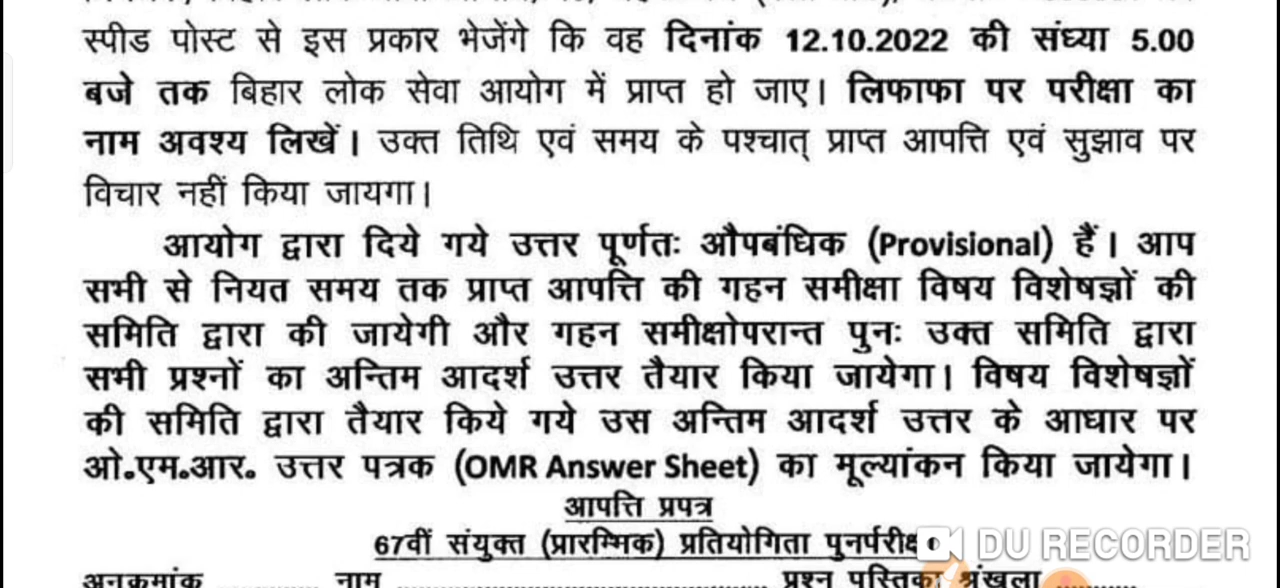 स्पीड पोस्ट से इस प्रकार भेजेंगे कि वह दिनांक 12.10.2022 की संध्या 5.00
बजे तक बिहार लोक सेवा आयोग में प्राप्त हो जाए। लिफाफा पर परीक्षा का
नाम अवश्य लिखें। उक्त तिथि एवं समय के पश्चात् प्राप्त आपत्ति एवं सुझाव पर
विचार नहीं किया जायगा।
आयोग द्वारा दिये गये उत्तर पूर्णतः औपबंधिक (Provisional) हैं। आप
सभी से नियत समय तक प्राप्त आपत्ति की गहन समीक्षा विषय विशेषज्ञों की
समिति द्वारा की जायेगी और गहन समीक्षोपरान्त पुनः उक्त समिति द्वारा
सभी प्रश्नों का अन्तिम आदर्श उत्तर तैयार किया जायेगा। विषय विशेषज्ञों
की समिति द्वारा तैयार किये गये उस अन्तिम आदर्श उत्तर के आधार पर
ओ.एम.आर. उत्तर पत्रक (OMR Answer Sheet) का मूल्यांकन किया जायेगा।
आपत्ति प्रपत्र
67वीं संयुक्त (प्रारम्भिक) प्रतियोगिता
DU RECORDER
अनुक्रमांक ............ नाम ............ प्रश्न पुस्तिका श्रृंखला ............